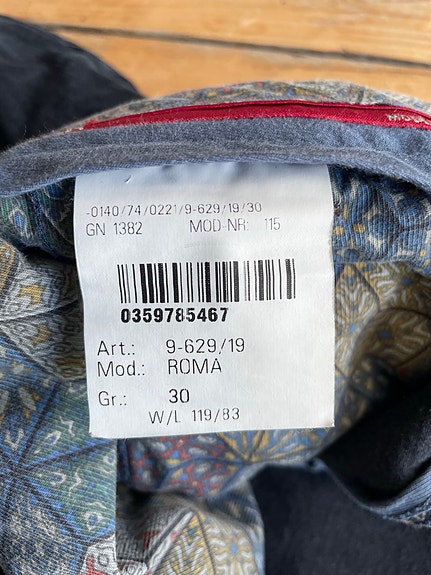 -0140/74/0221/9-629/19/30
GN 1382 MOD-NR: 115
0359785467
Art.: 9-629/19
Mod.: ROMA
Gr.: 30
W/L 119/83